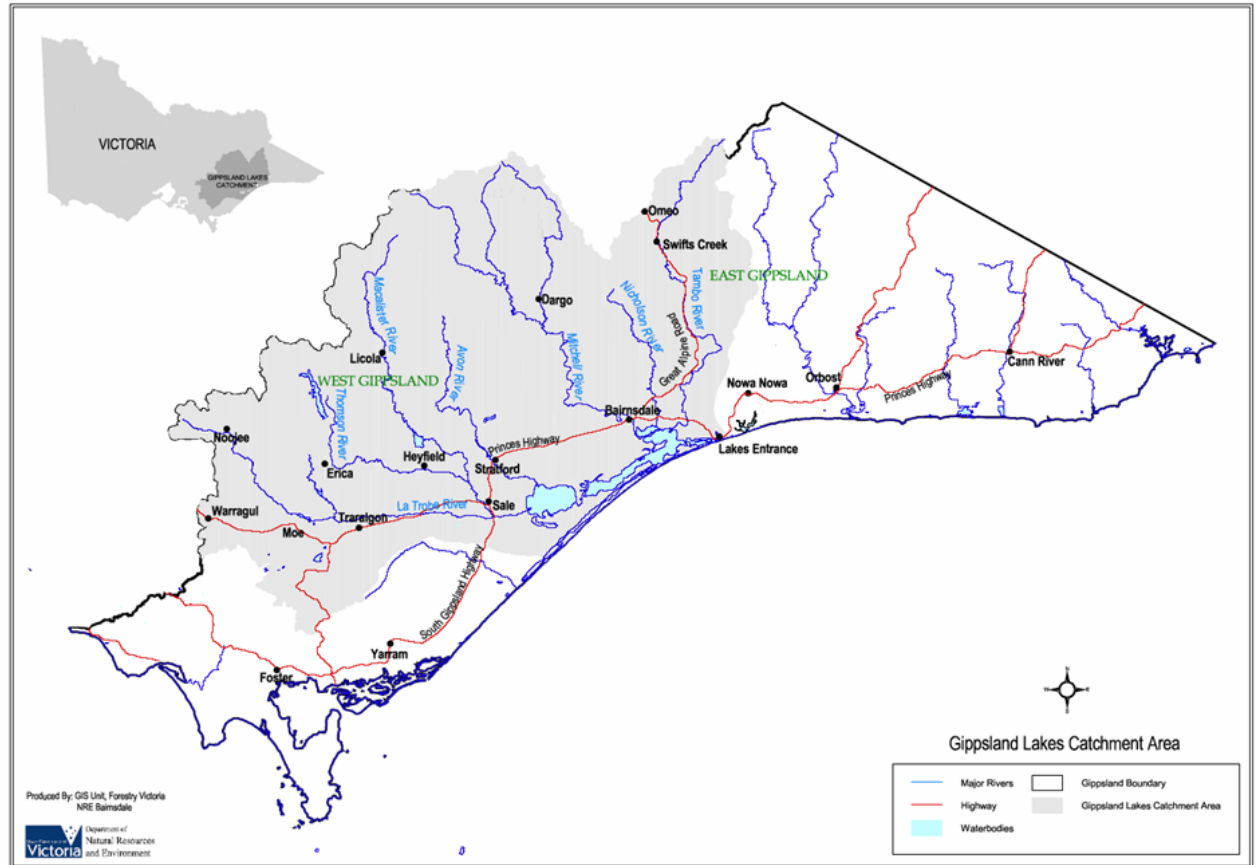 VICTORIA
GIPPSLAND LAKES
CATCHMENT
Omeo
Swifts Creek
EAST GIPPSLAND
Tambo River
Nicholson River
Great Alpine Road
Dargo
Mitchell River
Macalister River
Licola
WEST GIPPSLAND
Avon River
Thomson River
Noojee
Erica
Heyfield
Stratford
Princes Highway
Bairnsdale
Nowa Nowa
Lakes Entrance
Orbost
Princes Highway
Cann River
Warragul
Moe
Traralgon
La Trobe River
Sale
South Gippsland Highway
Yarram
Foster
N
W
E
S
Gippsland Lakes Catchment Area
Major Rivers
Gippsland Boundary
Highway
Gippsland Lakes Catchment Area
Waterbodies
Produced By: GIS Unit, Forestry Victoria
NRE Bairnsdale
Victoria
Department of
Natural Resources
and Environment